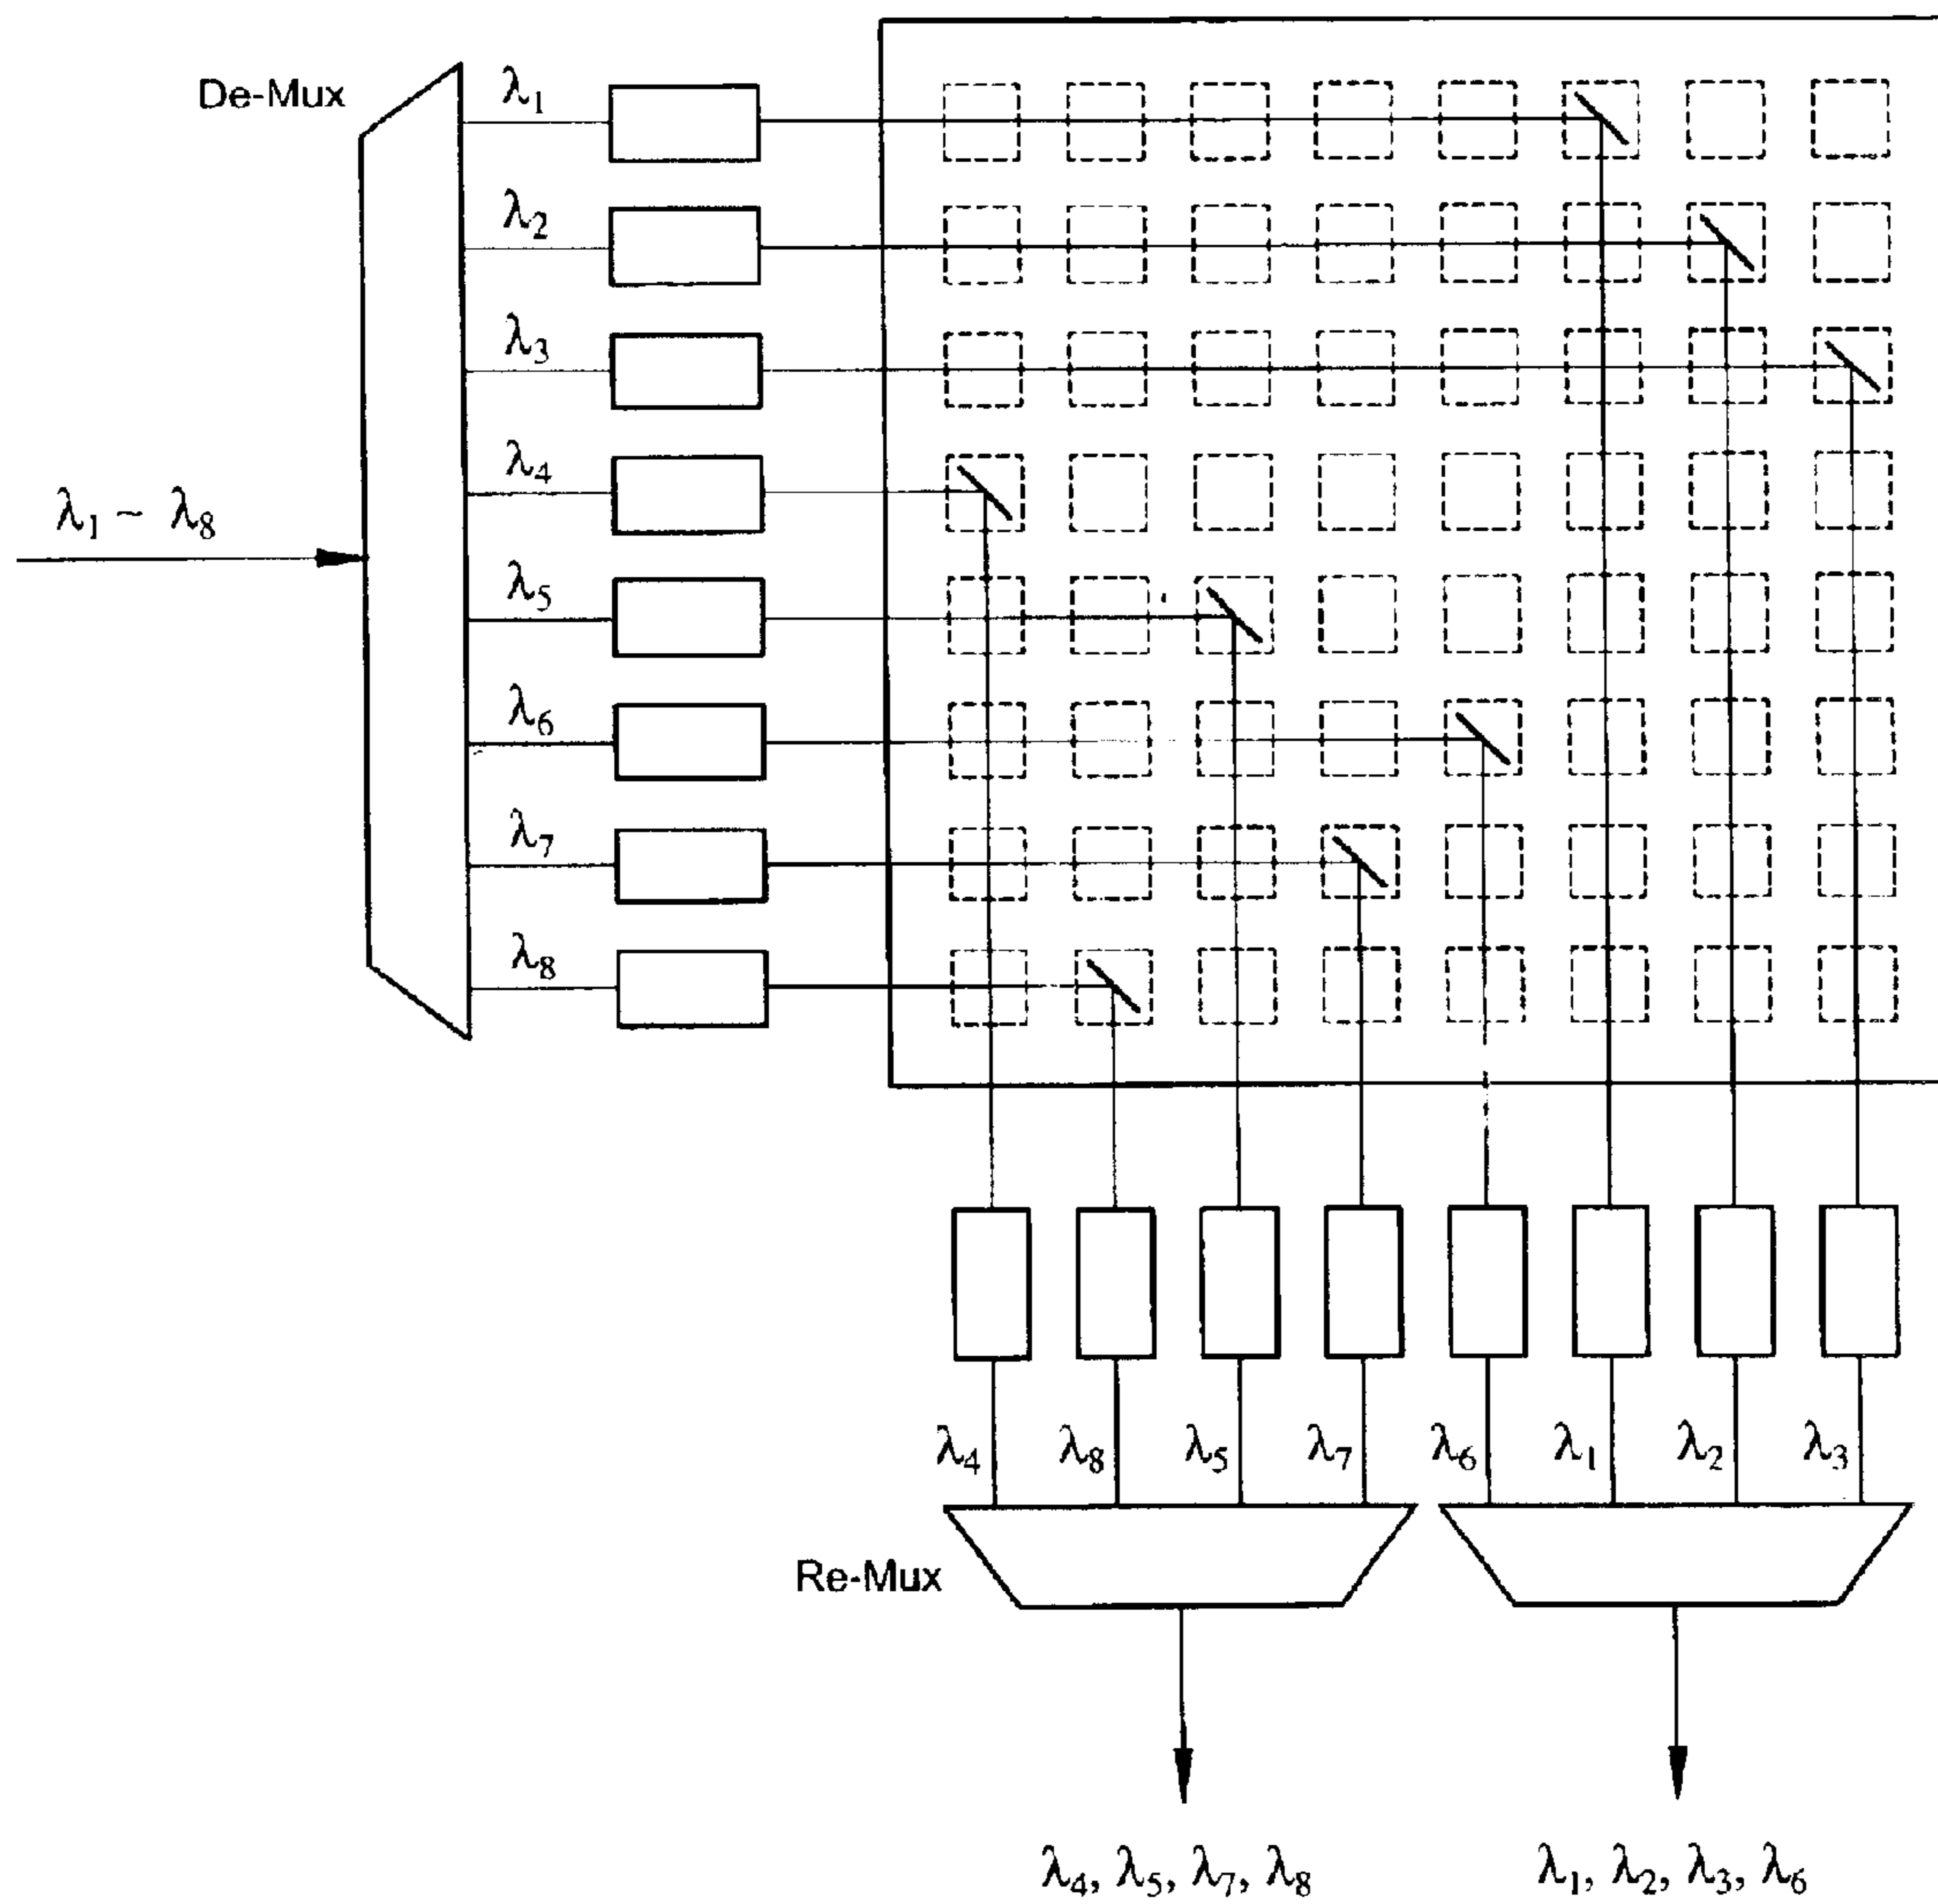 De-Mux
λ1
λ2
λ3
λ4
λ1 ~ λ8
λ5
λ6
λ7
λ8
λ4 λ8 λ5 λ7 λ6 λ1 λ2 λ3
Re-Mux
λ4, λ5, λ7, λ8
λ1, λ2, λ3, λ6